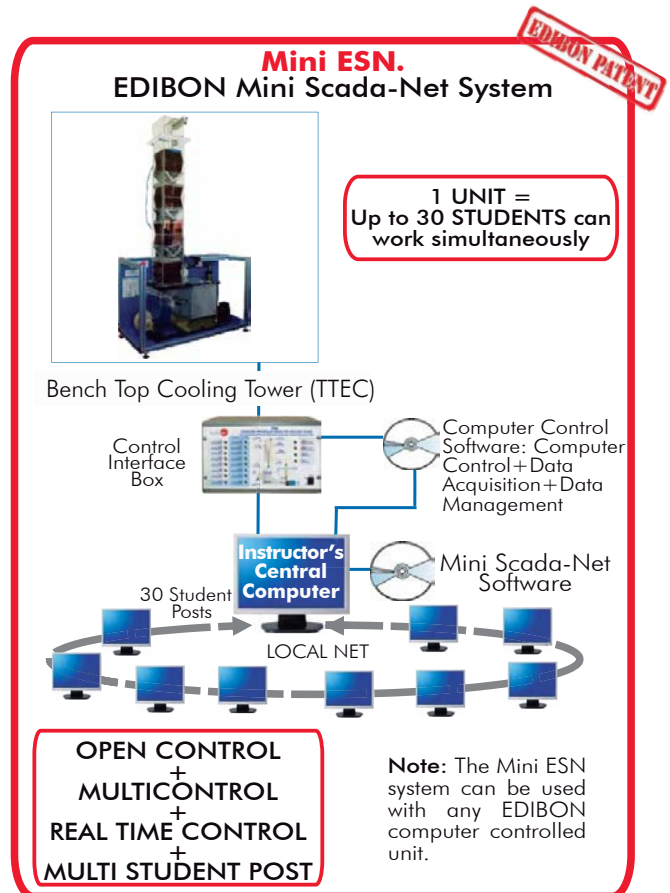 EDIBON PATENT
Mini ESN.
EDIBON Mini Scada-Net System
1 UNIT =
Up to 30 STUDENTS can
work simultaneously
Bench Top Cooling Tower (TTEC)
Control
Interface
Box
Computer Control
Software: Computer
Control+Data
Acquisition+Data
Management
Instructor's
Central
Computer
Mini Scada-Net
Software
30 Student
Posts
LOCAL NET
OPEN CONTROL
+
MULTICONTROL
+
REAL TIME CONTROL
+
MULTI STUDENT POST
Note: The Mini ESN
system can be used
with any EDIBON
computer controlled
unit.